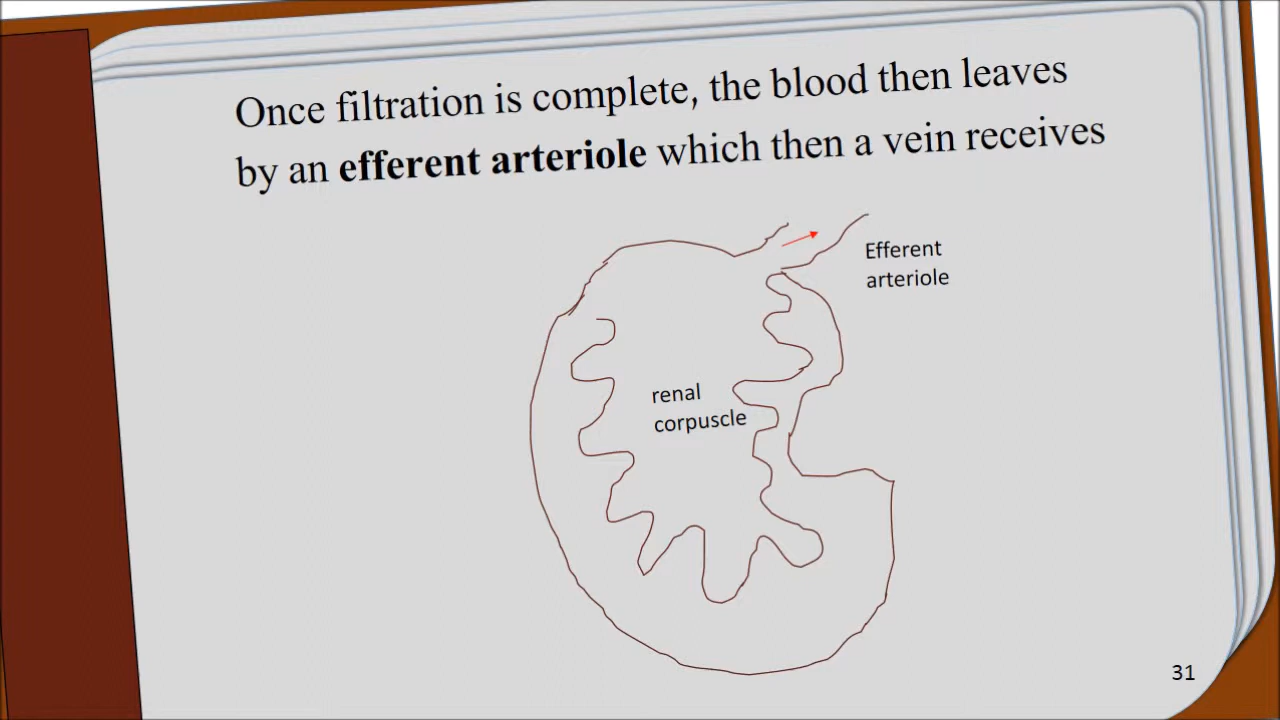 Once filtration is complete, the blood then leaves
by an efferent arteriole which then a vein receives
Efferent
arteriole
renal
corpuscle
31